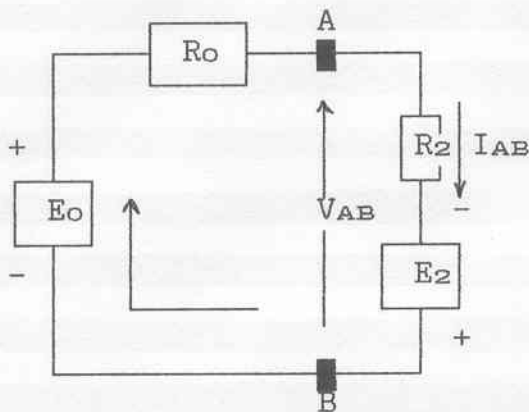 A
Ro
+
R2
IAB
Eo
VAB
-
-
E2
+
B